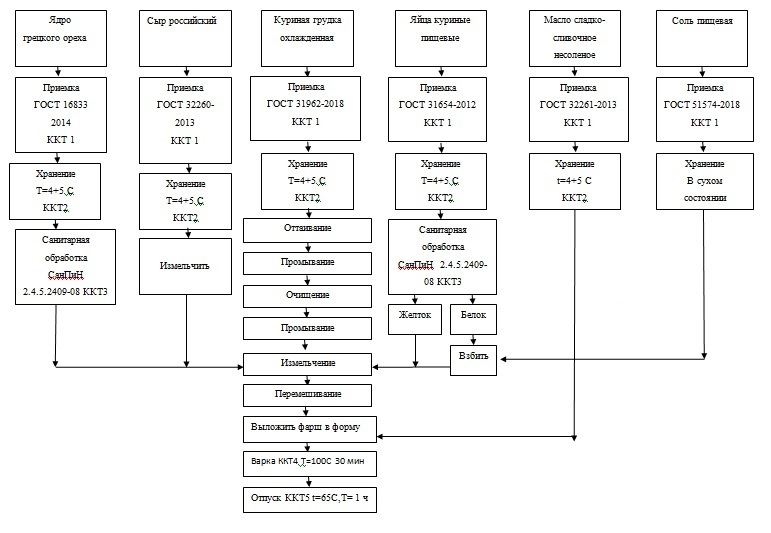 Ядро
грецкого ореха
Сыр российский
Куриная грудка
охлажденная
Яйца куриные
пищевые
Масло сладко-
сливочное
несоленое
Соль пищевая
Приемка
ГОСТ 16833
2014
ККТ 1
Приемка
ГОСТ 32260-
2013
ККТ 1
Приемка
ГОСТ 31962-2018
ККТ 1
Приемка
ГОСТ 31654-2012
ККТ 1
Приемка
ГОСТ 32261-2013
ККТ 1
Приемка
ГОСТ 51574-2018
ККТ 1
Хранение
Т=4+5,С
ККТ2
Хранение
Т=4+5,С
ККТ2
Хранение
Т=4+5,С
ККТ2
Хранение
Т=4+5,С
ККТ2
Хранение
t=4+5 С
ККТ2
Хранение
В сухом
состоянии
Санитарная
обработка
СанПиН
2.4.5.2409-08 ККТ3
Измельчить
Оттаивание
Промывание
Очищение
Промывание
Измельчение
Перемешивание
Выложить фарш в форму
Варка ККТ4 Т=100С 30 мин
Отпуск ККТ5 t=65С,Т= 1 ч
Санитарная
обработка
СанПиН 2.4.5.2409-
08 ККТ3
Желток
Белок
Взбить